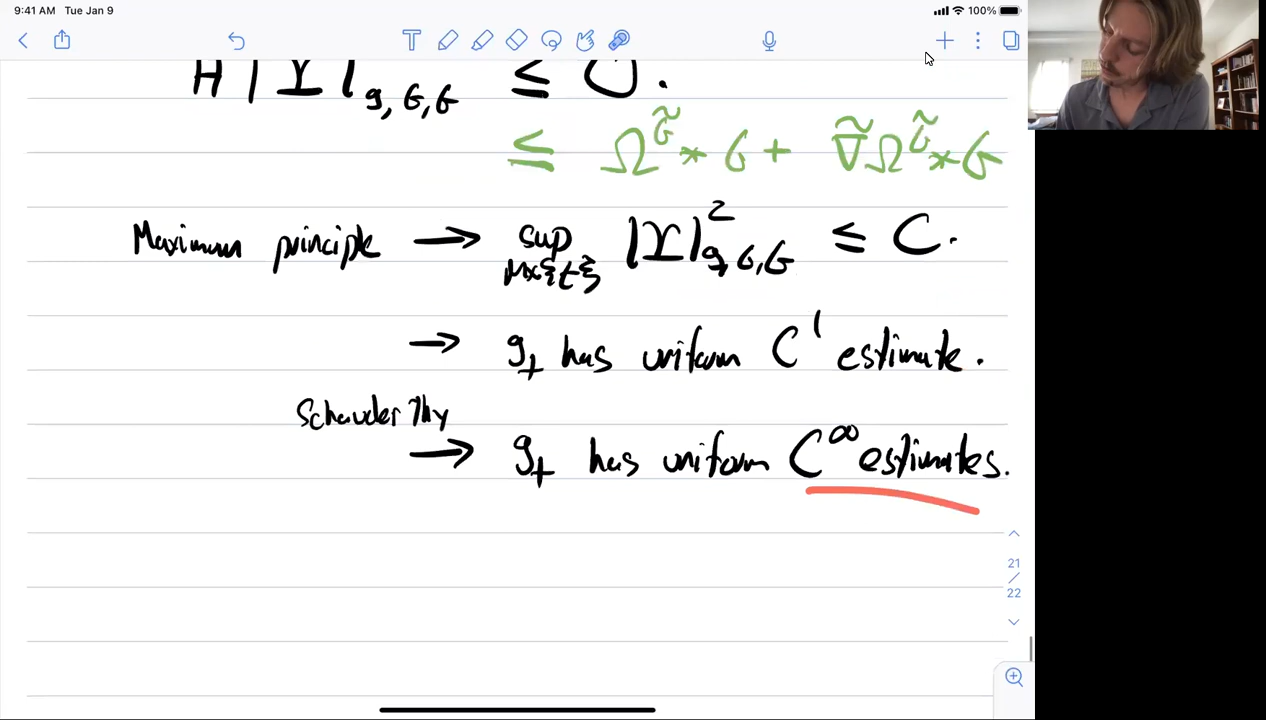 9:41 AM Tue Jan 9
100%
H |Υ|_{g,G,G} ≤ 0.
≤ Ω^{G̃} * G + ∇̃Ω^{G̃} * G
Maximum principle → sup_{M×{t}} |Υ|²_{g,G,G} ≤ C.
→ g_t has uniform C¹ estimate.
Schauder Thy
→ g_t has uniform C^∞ estimates.
21
/
22